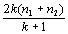 2k(n₁ + n₂)
k + 1